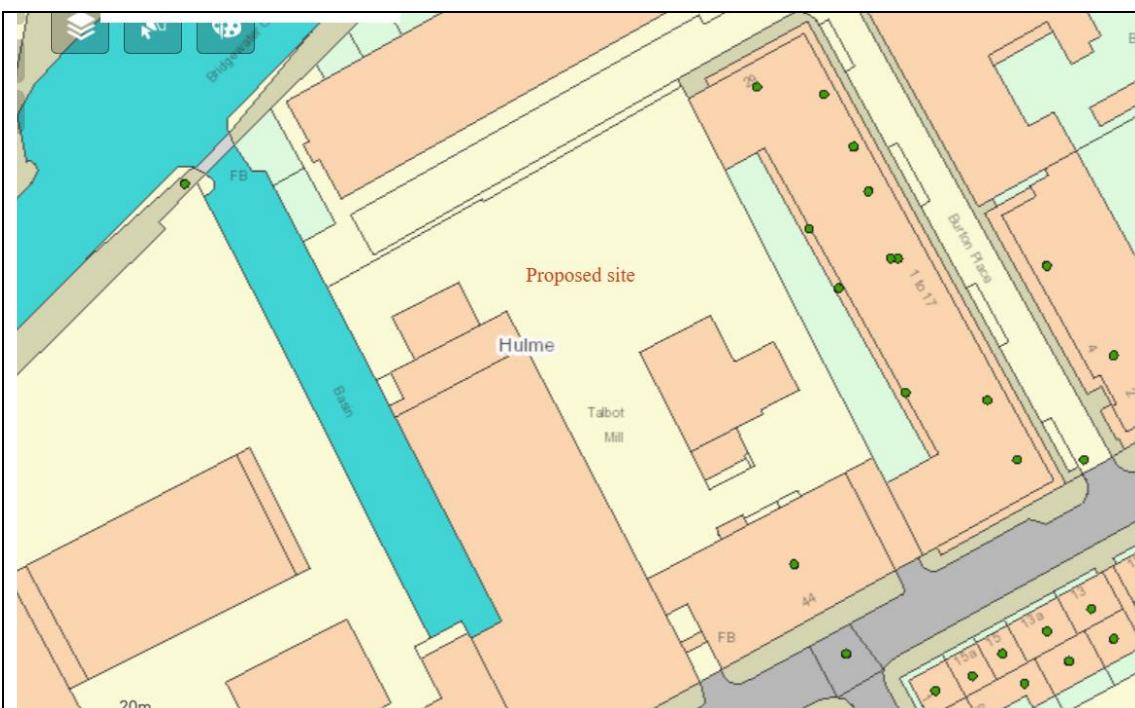 Bridgewater
FB
28
Burton Place
1 to 17
Proposed site
Hulme
4
Basin
Talbot
Mill
44
FB
13
13a
15
15a
20m